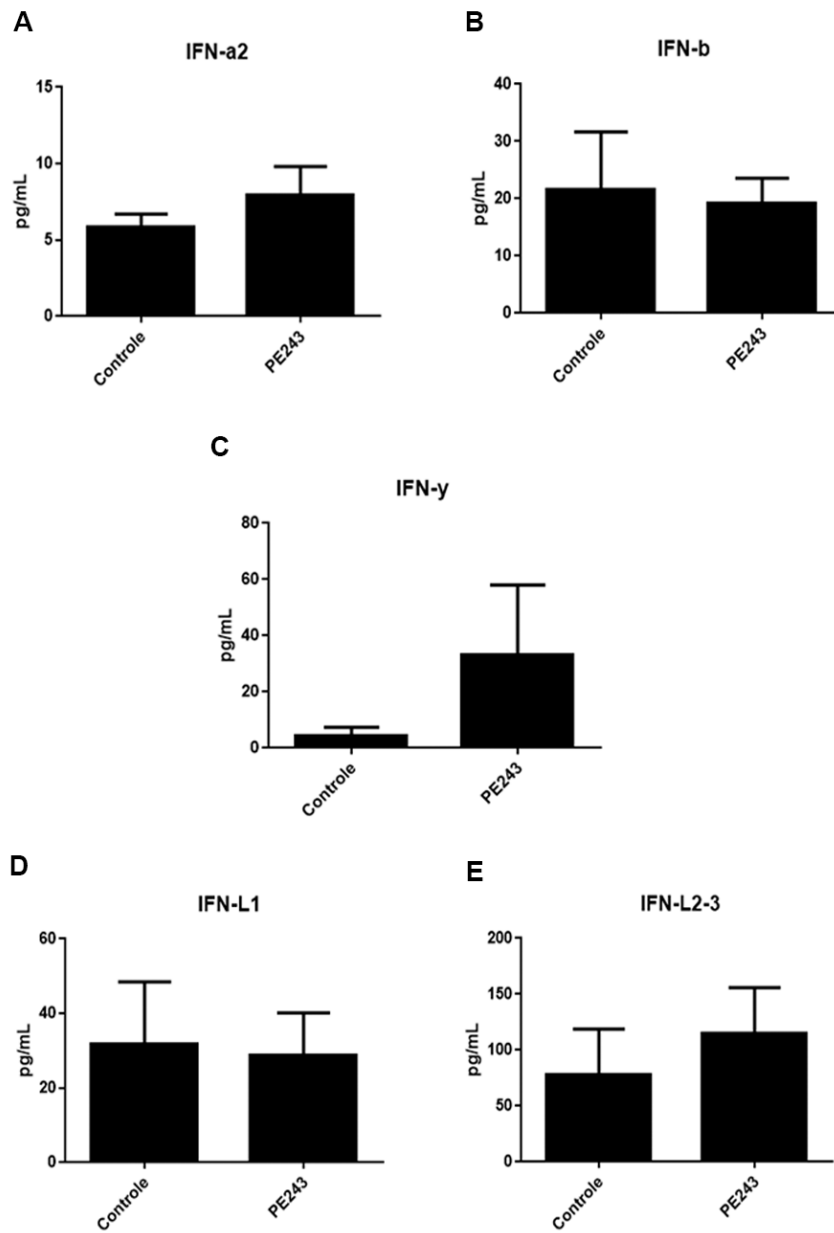 A
IFN-a2
15
10
5
0
pg/mL
Controle
PE243
B
IFN-b
40
30
20
10
0
pg/mL
Controle
PE243
C
IFN-y
80
60
40
20
0
pg/mL
Controle
PE243
D
IFN-L1
60
40
20
0
pg/mL
Controle
PE243
E
IFN-L2-3
200
150
100
50
0
pg/mL
Controle
PE243